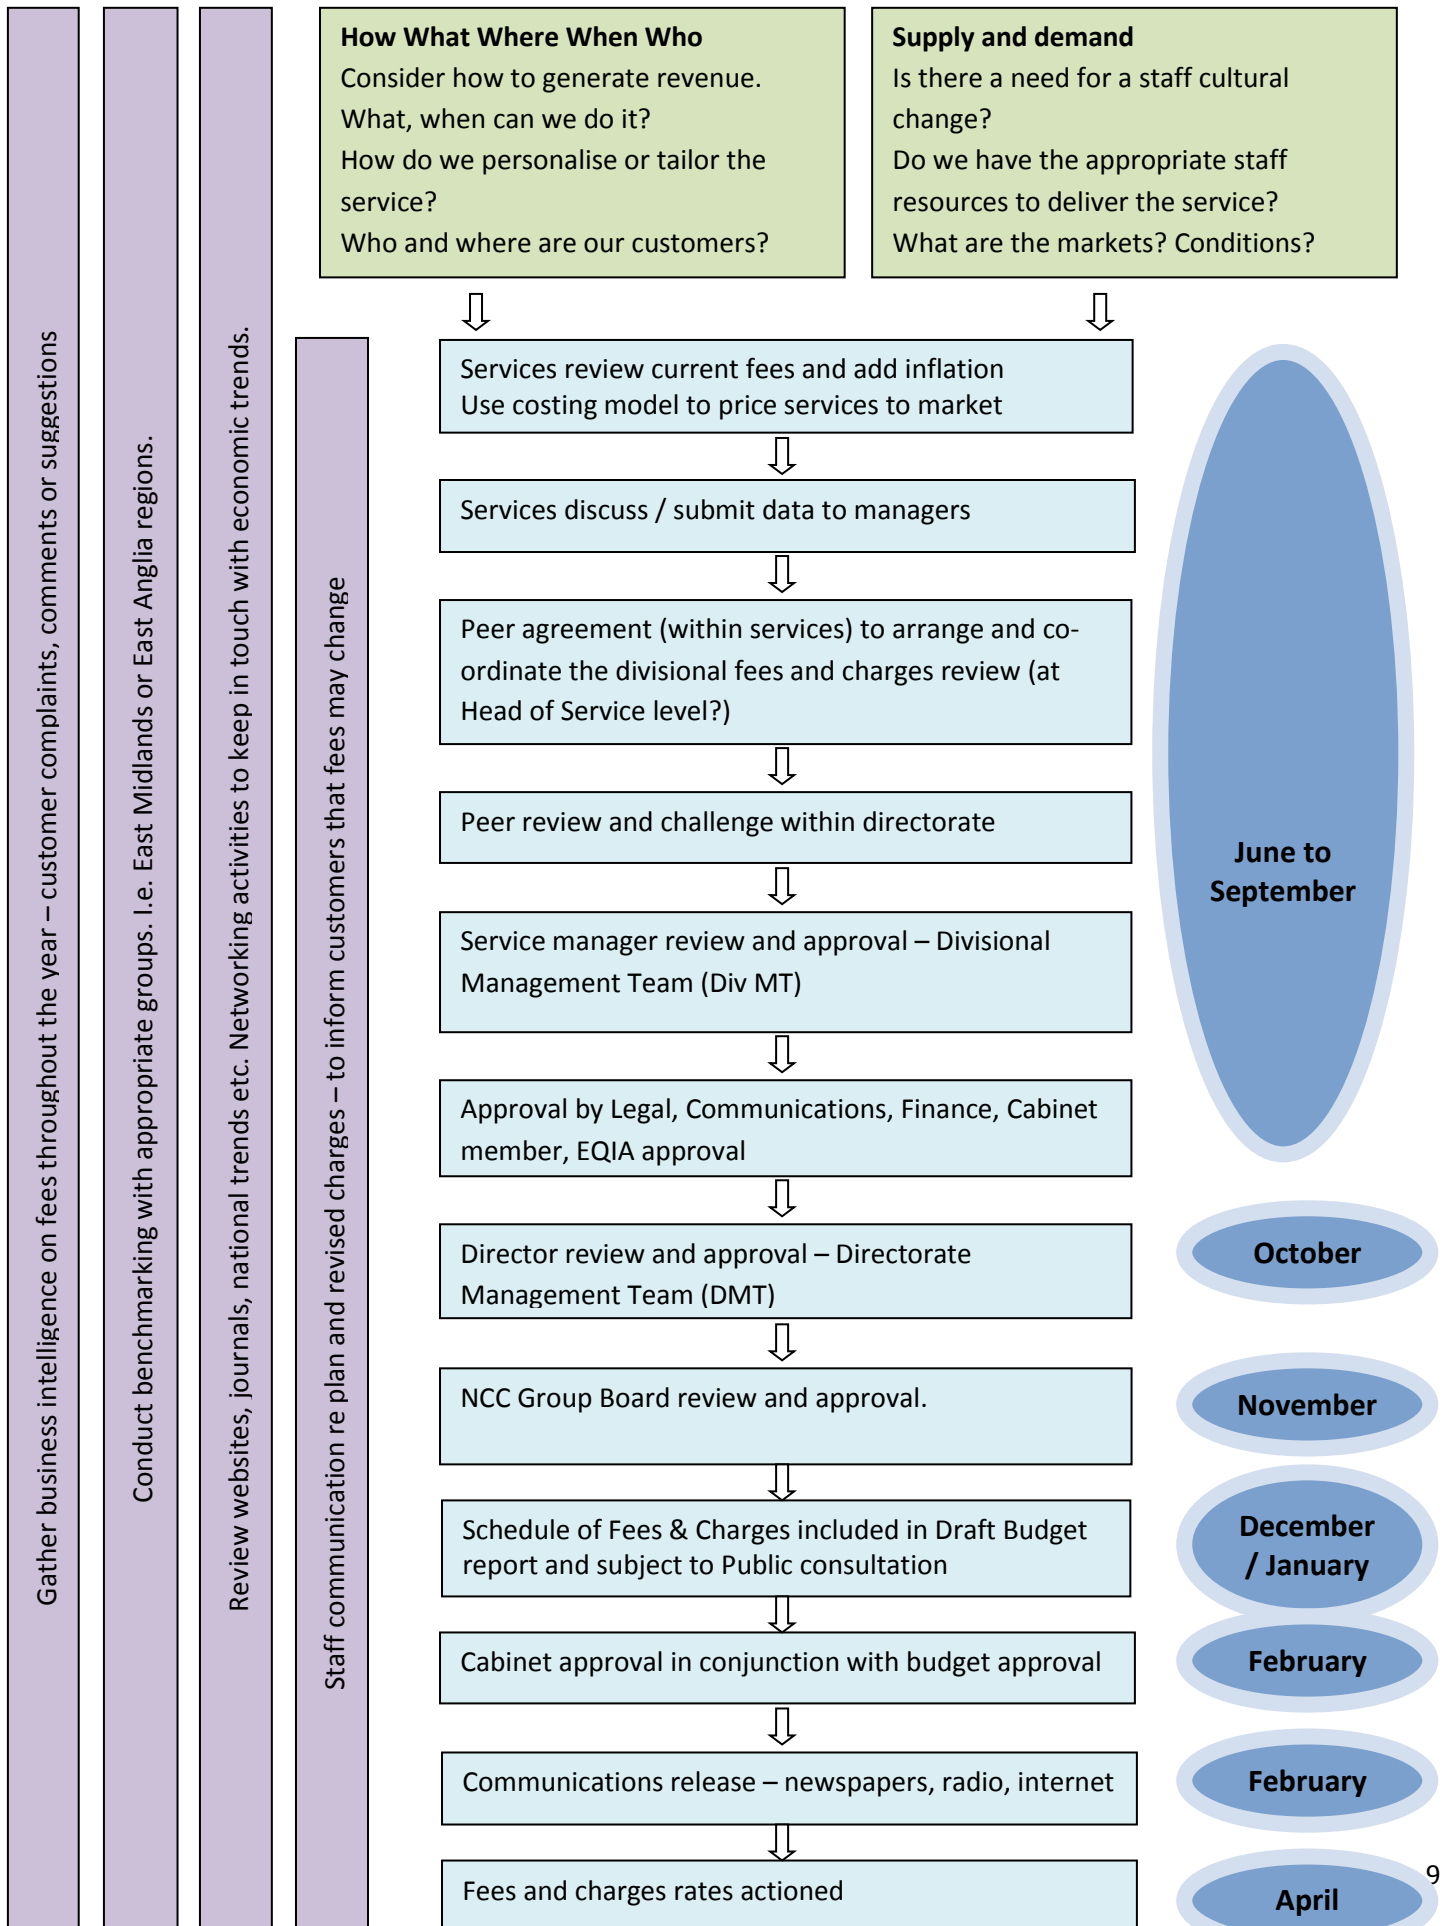 How What Where When Who
Consider how to generate revenue.
What, when can we do it?
How do we personalise or tailor the
service?
Who and where are our customers?
Supply and demand
Is there a need for a staff cultural
change?
Do we have the appropriate staff
resources to deliver the service?
What are the markets? Conditions?
Gather business intelligence on fees throughout the year – customer complaints, comments or suggestions
Conduct benchmarking with appropriate groups. I.e. East Midlands or East Anglia regions.
Review websites, journals, national trends etc. Networking activities to keep in touch with economic trends.
Staff communication re plan and revised charges – to inform customers that fees may change
Services review current fees and add inflation
Use costing model to price services to market
Services discuss / submit data to managers
Peer agreement (within services) to arrange and co-
ordinate the divisional fees and charges review (at
Head of Service level?)
Peer review and challenge within directorate
Service manager review and approval – Divisional
Management Team (Div MT)
Approval by Legal, Communications, Finance, Cabinet
member, EQIA approval
June to
September
Director review and approval – Directorate
Management Team (DMT)
October
NCC Group Board review and approval.
November
Schedule of Fees & Charges included in Draft Budget
report and subject to Public consultation
December
/ January
Cabinet approval in conjunction with budget approval
February
Communications release – newspapers, radio, internet
February
Fees and charges rates actioned
April
9